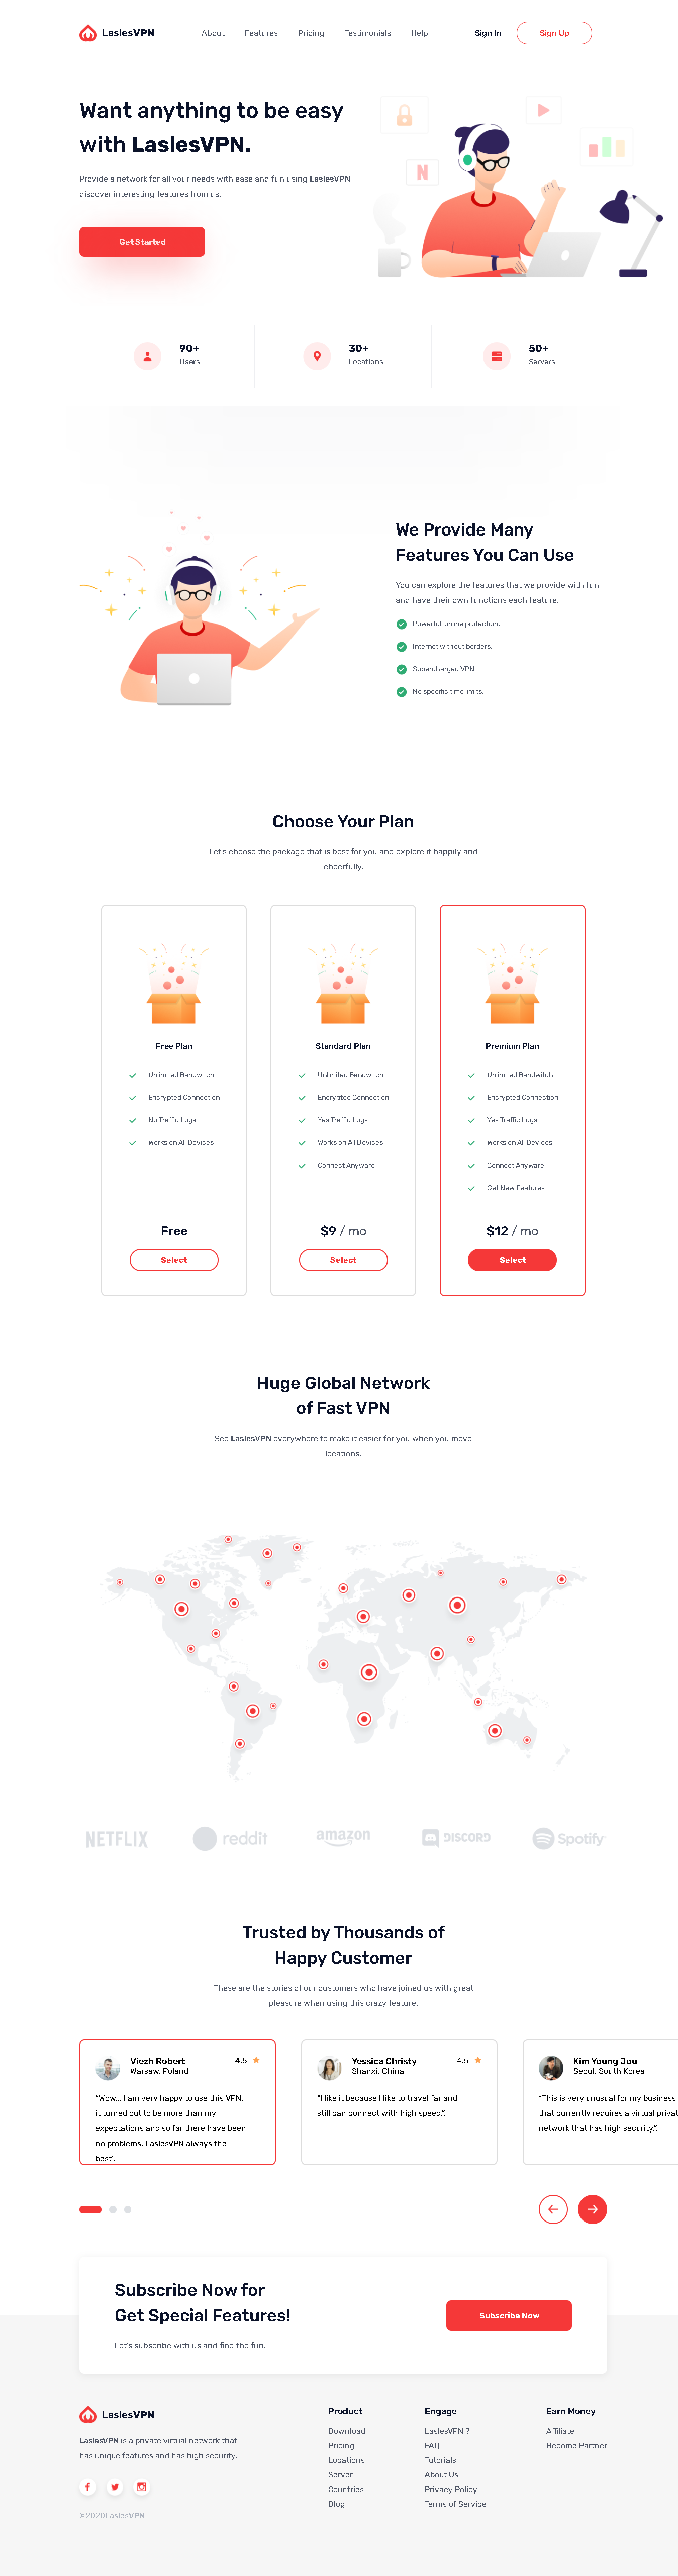 LaslesVPN
About
Features
Pricing
Testimonials
Help
Sign In
Sign Up
Want anything to be easy
with LaslesVPN.
Provide a network for all your needs with ease and fun using LaslesVPN
discover interesting features from us.
Get Started
N
90+
Users
30+
Locations
50+
Servers
We Provide Many
Features You Can Use
You can explore the features that we provide with fun
and have their own functions each feature.
Powerfull online protection.
Internet without borders.
Supercharged VPN
No specific time limits.
Choose Your Plan
Let's choose the package that is best for you and explore it happily and
cheerfully.
Free Plan
Unlimited Bandwitch
Encrypted Connection
No Traffic Logs
Works on All Devices
Free
Select
Standard Plan
Unlimited Bandwitch
Encrypted Connection
Yes Traffic Logs
Works on All Devices
Connect Anyware
$9 / mo
Select
Premium Plan
Unlimited Bandwitch
Encrypted Connection
Yes Traffic Logs
Works on All Devices
Connect Anyware
Get New Features
$12 / mo
Select
Huge Global Network
of Fast VPN
See LaslesVPN everywhere to make it easier for you when you move
locations.
NETFLIX
reddit
amazon
DISCORD
Spotify
Trusted by Thousands of
Happy Customer
These are the stories of our customers who have joined us with great
pleasure when using this crazy feature.
Viezh Robert
Warsaw, Poland
4.5
“Wow... I am very happy to use this VPN,
it turned out to be more than my
expectations and so far there have been
no problems. LaslesVPN always the
best”.
Yessica Christy
Shanxi, China
4.5
“I like it because I like to travel far and
still can connect with high speed.”.
Kim Young Jou
Seoul, South Korea
“This is very unusual for my business
that currently requires a virtual privat
network that has high security.”.
Subscribe Now for
Get Special Features!
Let's subscribe with us and find the fun.
Subscribe Now
LaslesVPN
LaslesVPN is a private virtual network that
has unique features and has high security.
©2020LaslesVPN
Product
Download
Pricing
Locations
Server
Countries
Blog
Engage
LaslesVPN ?
FAQ
Tutorials
About Us
Privacy Policy
Terms of Service
Earn Money
Affiliate
Become Partner